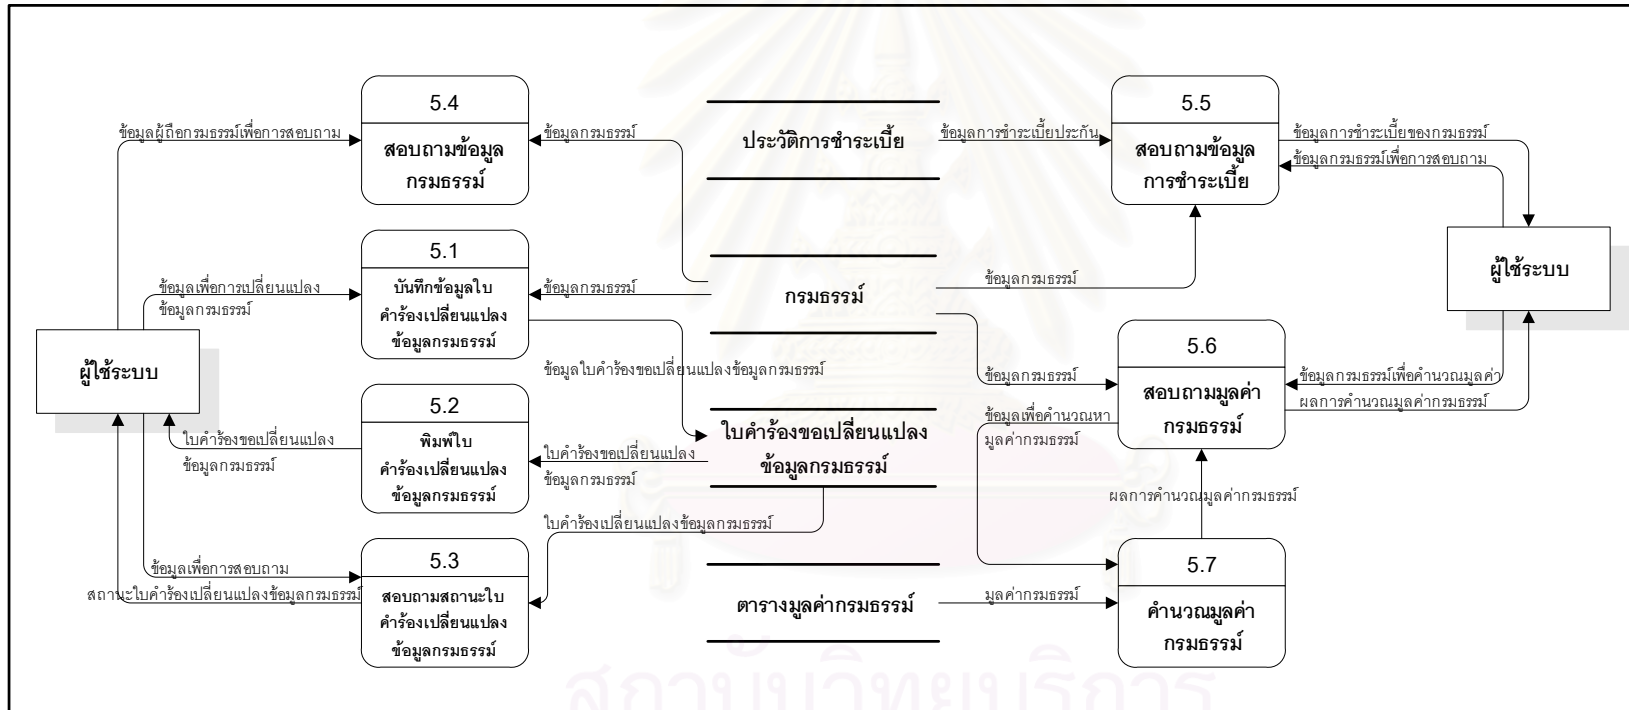 5.4
สอบถามข้อมูล
กรมธรรม์
ข้อมูลผู้ถือกรมธรรม์เพื่อการสอบถาม
ข้อมูลกรมธรรม์
ประวัติการชำระเบี้ย
ข้อมูลการชำระเบี้ยประกัน
5.5
สอบถามข้อมูล
การชำระเบี้ย
ข้อมูลการชำระเบี้ยของกรมธรรม์
ข้อมูลกรมธรรม์เพื่อการสอบถาม
ผู้ใช้ระบบ
5.1
บันทึกข้อมูลใบ
คำร้องเปลี่ยนแปลง
ข้อมูลกรมธรรม์
ข้อมูลเพื่อการเปลี่ยนแปลง
ข้อมูลกรมธรรม์
ข้อมูลกรมธรรม์
กรมธรรม์
ข้อมูลกรมธรรม์
ผู้ใช้ระบบ
ข้อมูลใบคำร้องขอเปลี่ยนแปลงข้อมูลกรมธรรม์
ข้อมูลกรมธรรม์
5.6
สอบถามมูลค่า
กรมธรรม์
ข้อมูลกรมธรรม์เพื่อคำนวณมูลค่า
ผลการคำนวณมูลค่ากรมธรรม์
5.2
พิมพ์ใบ
คำร้องเปลี่ยนแปลง
ข้อมูลกรมธรรม์
ใบคำร้องขอเปลี่ยนแปลง
ข้อมูลกรมธรรม์
ใบคำร้องขอเปลี่ยนแปลง
ข้อมูลกรมธรรม์
ใบคำร้องขอเปลี่ยนแปลง
ข้อมูลกรมธรรม์
ข้อมูลเพื่อคำนวณหา
มูลค่ากรมธรรม์
ผลการคำนวณมูลค่ากรมธรรม์
ใบคำร้องเปลี่ยนแปลงข้อมูลกรมธรรม์
5.3
สอบถามสถานะใบ
คำร้องเปลี่ยนแปลง
ข้อมูลกรมธรรม์
ข้อมูลเพื่อการสอบถาม
สถานะใบคำร้องเปลี่ยนแปลงข้อมูลกรมธรรม์
ตารางมูลค่ากรมธรรม์
มูลค่ากรมธรรม์
5.7
คำนวณมูลค่า
กรมธรรม์
สถาบันวิทยบริการ